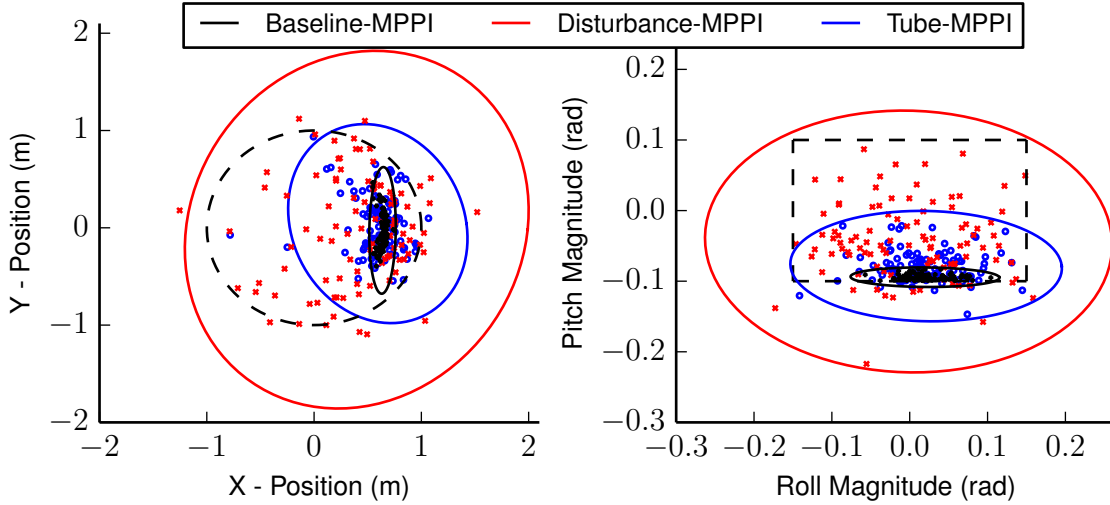 Baseline-MPPI Disturbance-MPPI Tube-MPPI
2
1
0
−1
−2
−2 −1 0 1 2
Y - Position (m)
X - Position (m)
0.2
0.1
0.0
−0.1
−0.2
−0.3
−0.3 −0.2 −0.1 0.0 0.1 0.2
Pitch Magnitude (rad)
Roll Magnitude (rad)